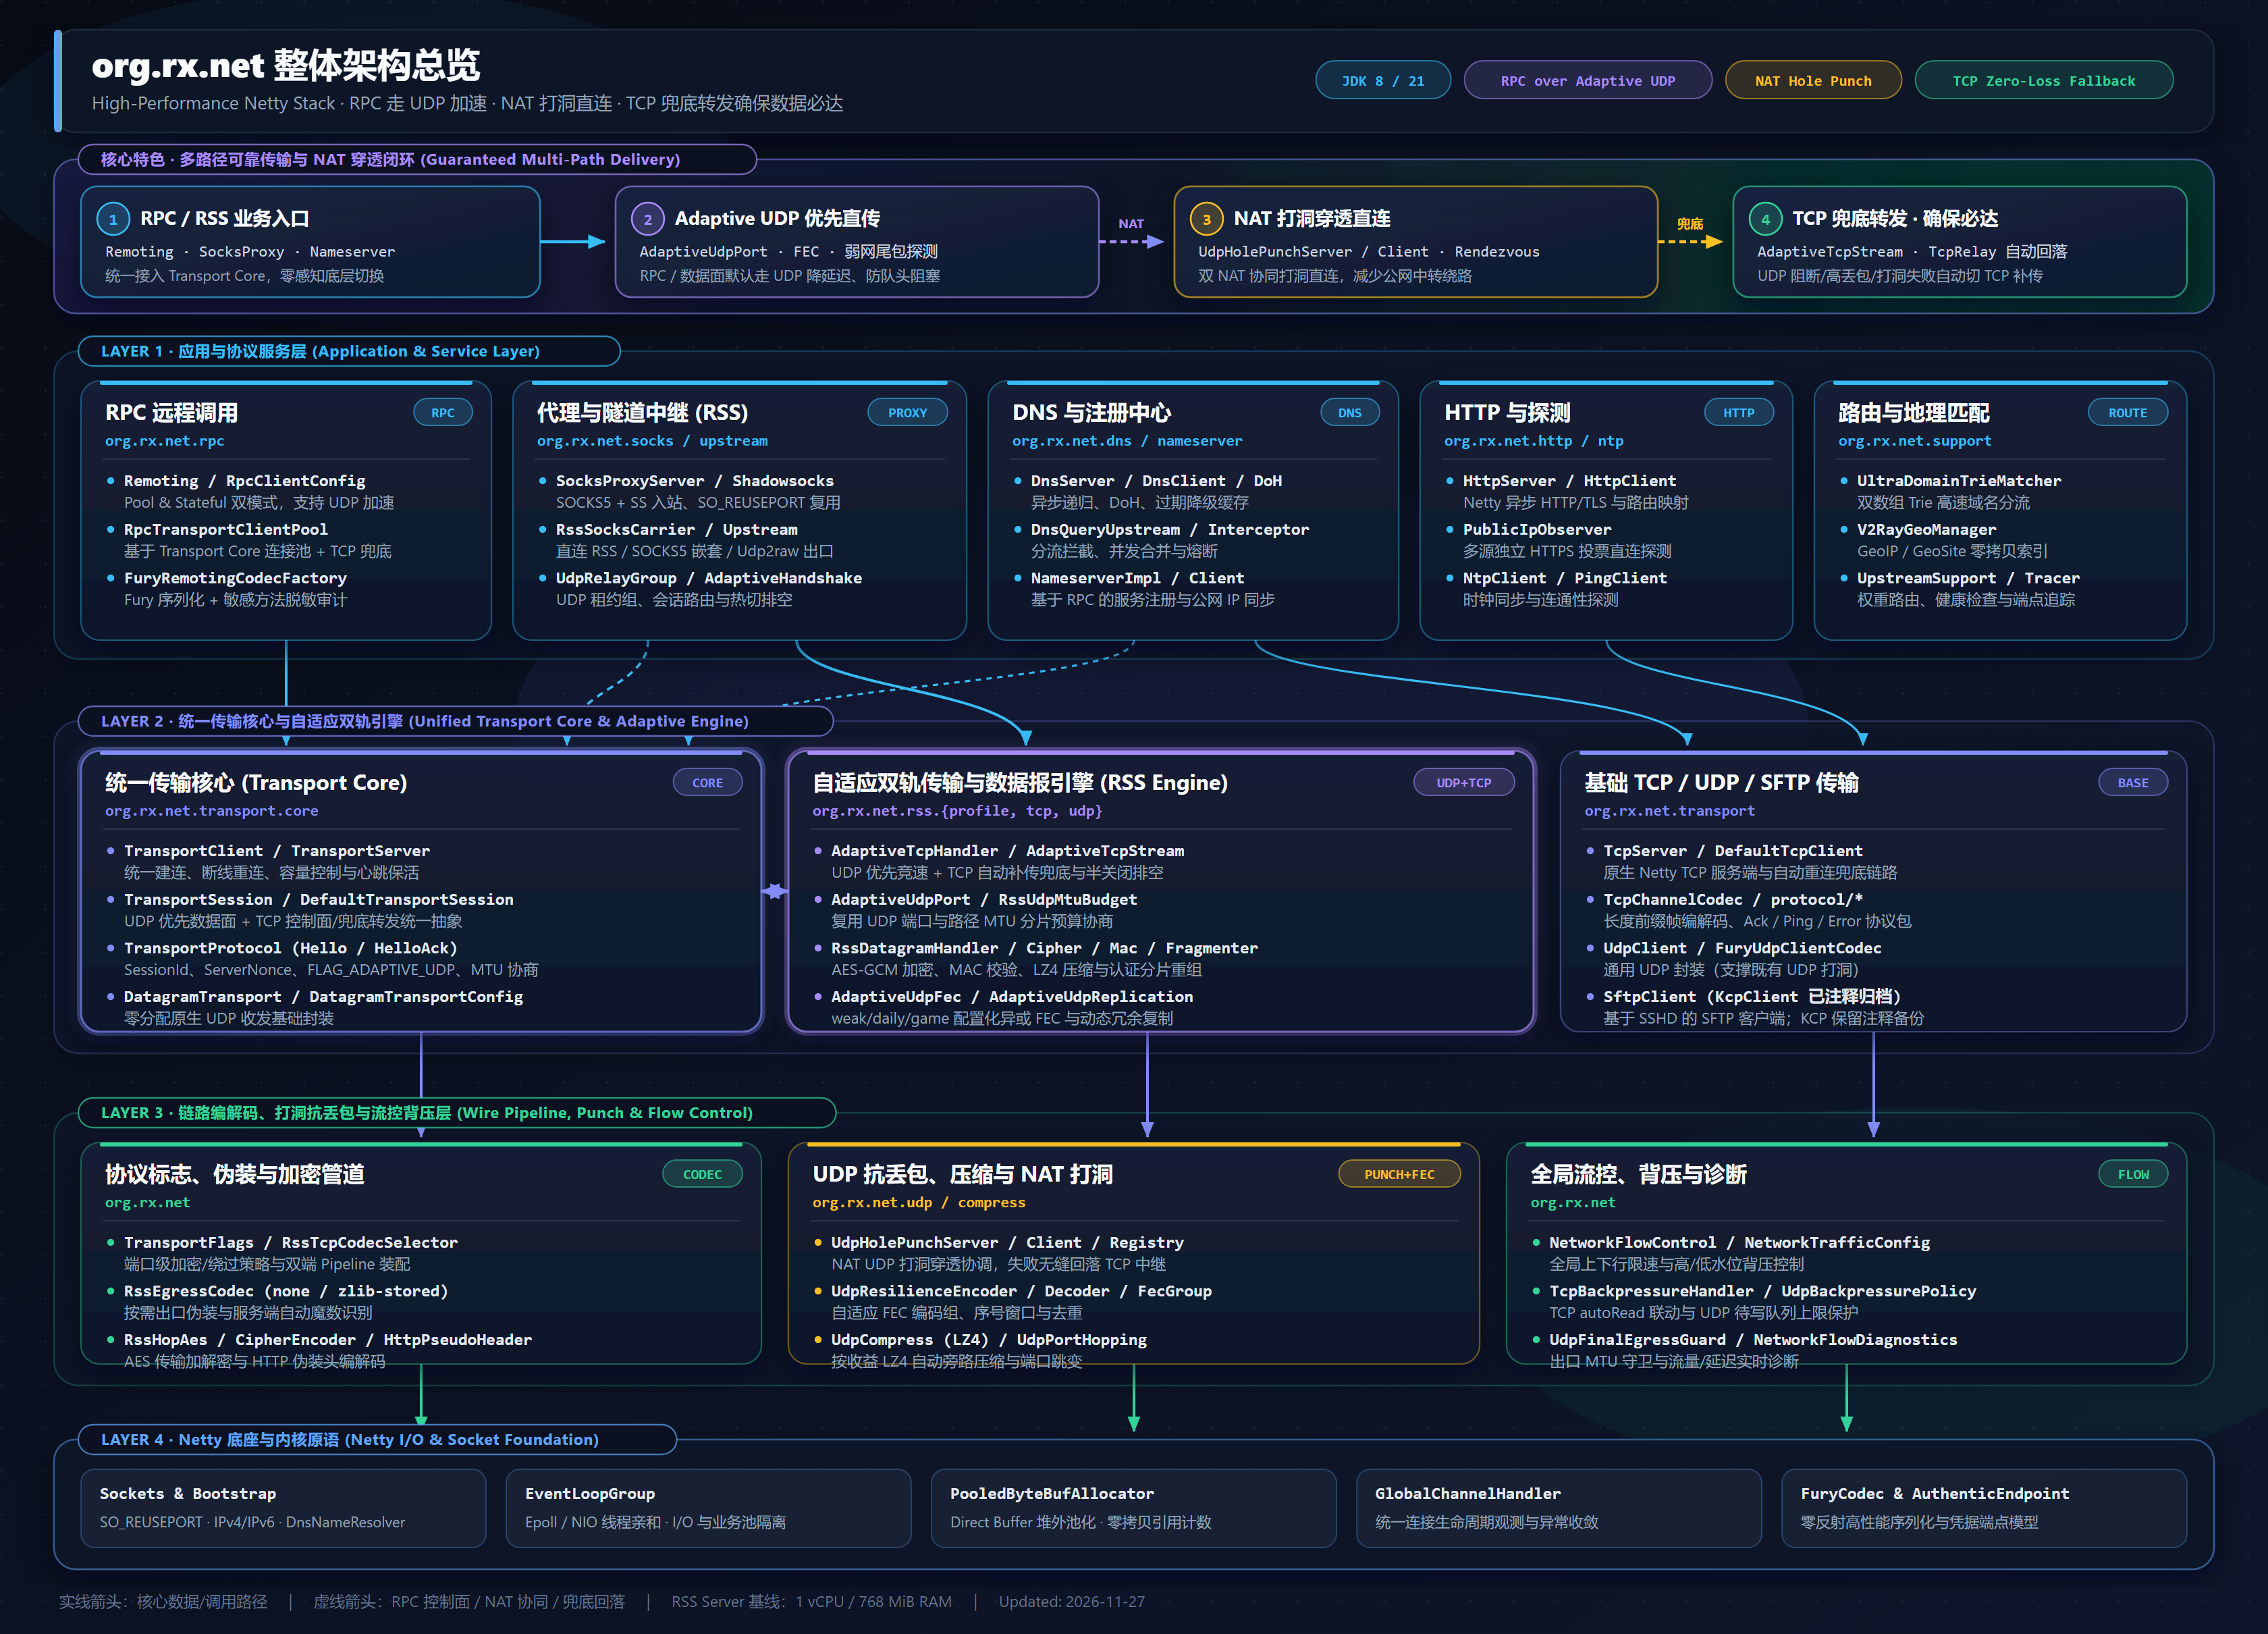 org.rx.net 整体架构总览
High-Performance Netty Stack · RPC 走 UDP 加速 · NAT 打洞直连 · TCP 兜底转发确保数据必达
JDK 8 / 21
RPC over Adaptive UDP
NAT Hole Punch
TCP Zero-Loss Fallback
核心特色 · 多路径可靠传输与 NAT 穿透闭环 (Guaranteed Multi-Path Delivery)
1 RPC / RSS 业务入口
Remoting · SocksProxy · Nameserver
统一接入 Transport Core，零感知底层切换
2 Adaptive UDP 优先直传
AdaptiveUdpPort · FEC · 弱网尾包探测
RPC / 数据面默认走 UDP 降延迟、防队头阻塞
NAT
3 NAT 打洞穿透直连
UdpHolePunchServer / Client · Rendezvous
双 NAT 协同打洞直连，减少公网中转绕路
兜底
4 TCP 兜底转发 · 确保必达
AdaptiveTcpStream · TcpRelay 自动回落
UDP 阻断/高丢包/打洞失败自动切 TCP 补传
LAYER 1 · 应用与协议服务层 (Application & Service Layer)
RPC 远程调用
RPC
org.rx.net.rpc
Remoting / RpcClientConfig
Pool & Stateful 双模式，支持 UDP 加速
RpcTransportClientPool
基于 Transport Core 连接池 + TCP 兜底
FuryRemotingCodecFactory
Fury 序列化 + 敏感方法脱敏审计
代理与隧道中继 (RSS)
PROXY
org.rx.net.socks / upstream
SocksProxyServer / Shadowsocks
SOCKS5 + SS 入站、SO_REUSEPORT 复用
RssSocksCarrier / Upstream
直连 RSS / SOCKS5 嵌套 / Udp2raw 出口
UdpRelayGroup / AdaptiveHandshake
UDP 租约组、会话路由与热切排空
DNS 与注册中心
DNS
org.rx.net.dns / nameserver
DnsServer / DnsClient / DoH
异步递归、DoH、过期降级缓存
DnsQueryUpstream / Interceptor
分流拦截、并发合并与熔断
NameserverImpl / Client
基于 RPC 的服务注册与公网 IP 同步
HTTP 与探测
HTTP
org.rx.net.http / ntp
HttpServer / HttpClient
Netty 异步 HTTP/TLS 与路由映射
PublicIpObserver
多源独立 HTTPS 投票直连探测
NtpClient / PingClient
时钟同步与连通性探测
路由与地理匹配
ROUTE
org.rx.net.support
UltraDomainTrieMatcher
双数组 Trie 高速域名分流
V2RayGeoManager
GeoIP / GeoSite 零拷贝索引
UpstreamSupport / Tracer
权重路由、健康检查与端点追踪
LAYER 2 · 统一传输核心与自适应双轨引擎 (Unified Transport Core & Adaptive Engine)
统一传输核心 (Transport Core)
CORE
org.rx.net.transport.core
TransportClient / TransportServer
统一建连、断线重连、容量控制与心跳保活
TransportSession / DefaultTransportSession
UDP 优先数据面 + TCP 控制面/兜底转发统一抽象
TransportProtocol (Hello / HelloAck)
SessionId、ServerNonce、FLAG_ADAPTIVE_UDP、MTU 协商
DatagramTransport / DatagramTransportConfig
零分配原生 UDP 收发基础封装
自适应双轨传输与数据报引擎 (RSS Engine)
UDP+TCP
org.rx.net.rss.{profile, tcp, udp}
AdaptiveTcpHandler / AdaptiveTcpStream
UDP 优先竞速 + TCP 自动补传兜底与半关闭排空
AdaptiveUdpPort / RssUdpMtuBudget
复用 UDP 端口与路径 MTU 分片预算协商
RssDatagramHandler / Cipher / Mac / Fragmenter
AES-GCM 加密、MAC 校验、LZ4 压缩与认证分片重组
AdaptiveUdpFec / AdaptiveUdpReplication
weak/daily/game 配置化异或 FEC 与动态冗余复制
基础 TCP / UDP / SFTP 传输
BASE
org.rx.net.transport
TcpServer / DefaultTcpClient
原生 Netty TCP 服务端与自动重连兜底链路
TcpChannelCodec / protocol/*
长度前缀帧编解码、Ack / Ping / Error 协议包
UdpClient / FuryUdpClientCodec
通用 UDP 封装（支撑既有 UDP 打洞）
SftpClient (KcpClient 已注释归档)
基于 SSHD 的 SFTP 客户端；KCP 保留注释备份
LAYER 3 · 链路编解码、打洞抗丢包与流控背压层 (Wire Pipeline, Punch & Flow Control)
协议标志、伪装与加密管道
CODEC
org.rx.net
TransportFlags / RssTcpCodecSelector
端口级加密/绕过策略与双端 Pipeline 装配
RssEgressCodec (none / zlib-stored)
按需出口伪装与服务端自动魔数识别
RssHopAes / CipherEncoder / HttpPseudoHeader
AES 传输加解密与 HTTP 伪装头编解码
UDP 抗丢包、压缩与 NAT 打洞
PUNCH+FEC
org.rx.net.udp / compress
UdpHolePunchServer / Client / Registry
NAT UDP 打洞穿透协调，失败无缝回落 TCP 中继
UdpResilienceEncoder / Decoder / FecGroup
自适应 FEC 编码组、序号窗口与去重
UdpCompress (LZ4) / UdpPortHopping
按收益 LZ4 自动旁路压缩与端口跳变
全局流控、背压与诊断
FLOW
org.rx.net
NetworkFlowControl / NetworkTrafficConfig
全局上下行限速与高/低水位背压控制
TcpBackpressureHandler / UdpBackpressurePolicy
TCP autoRead 联动与 UDP 待写队列上限保护
UdpFinalEgressGuard / NetworkFlowDiagnostics
出口 MTU 守卫与流量/延迟实时诊断
LAYER 4 · Netty 底座与内核原语 (Netty I/O & Socket Foundation)
Sockets & Bootstrap
SO_REUSEPORT · IPv4/IPv6 · DnsNameResolver
EventLoopGroup
Epoll / NIO 线程亲和 · I/O 与业务池隔离
PooledByteBufAllocator
Direct Buffer 堆外池化 · 零拷贝引用计数
GlobalChannelHandler
统一连接生命周期观测与异常收敛
FuryCodec & AuthenticEndpoint
零反射高性能序列化与凭据端点模型
实线箭头：核心数据/调用路径 | 虚线箭头：RPC 控制面 / NAT 协同 / 兜底回落 | RSS Server 基线：1 vCPU / 768 MiB RAM | Updated: 2026-11-27